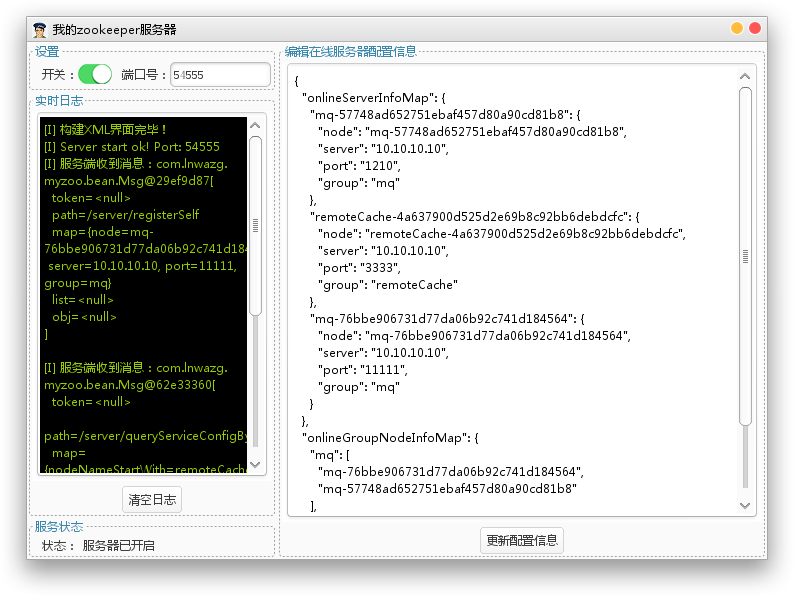 我的zookeeper服务器
设置
开关：
端口号：
54555
实时日志
[I] 构建XML界面完毕！
[I] Server start ok! Port: 54555
[I] 服务端收到消息：com.lnwazg.
myzoo.bean.Msg@29ef9d87[
token=<null>
path=/server/registerSelf
map={node=mq-
76bbe906731d77da06b92c741d184
server=10.10.10.10, port=11111,
group=mq}
list=<null>
obj=<null>
]
[I] 服务端收到消息：com.lnwazg.
myzoo.bean.Msg@62e33360[
token=<null>
path=/server/queryServiceConfigBy
map=
{nodeNameStartWith=remoteCache
清空日志
服务状态
状态： 服务器已开启
编辑在线服务器配置信息
{
"onlineServerInfoMap": {
"mq-57748ad652751ebaf457d80a90cd81b8": {
"node": "mq-57748ad652751ebaf457d80a90cd81b8",
"server": "10.10.10.10",
"port": "1210",
"group": "mq"
},
"remoteCache-4a637900d525d2e69b8c92bb6debdcfc": {
"node": "remoteCache-4a637900d525d2e69b8c92bb6debdcfc",
"server": "10.10.10.10",
"port": "3333",
"group": "remoteCache"
},
"mq-76bbe906731d77da06b92c741d184564": {
"node": "mq-76bbe906731d77da06b92c741d184564",
"server": "10.10.10.10",
"port": "11111",
"group": "mq"
}
},
"onlineGroupNodeInfoMap": {
"mq": [
"mq-76bbe906731d77da06b92c741d184564",
"mq-57748ad652751ebaf457d80a90cd81b8"
],
更新配置信息